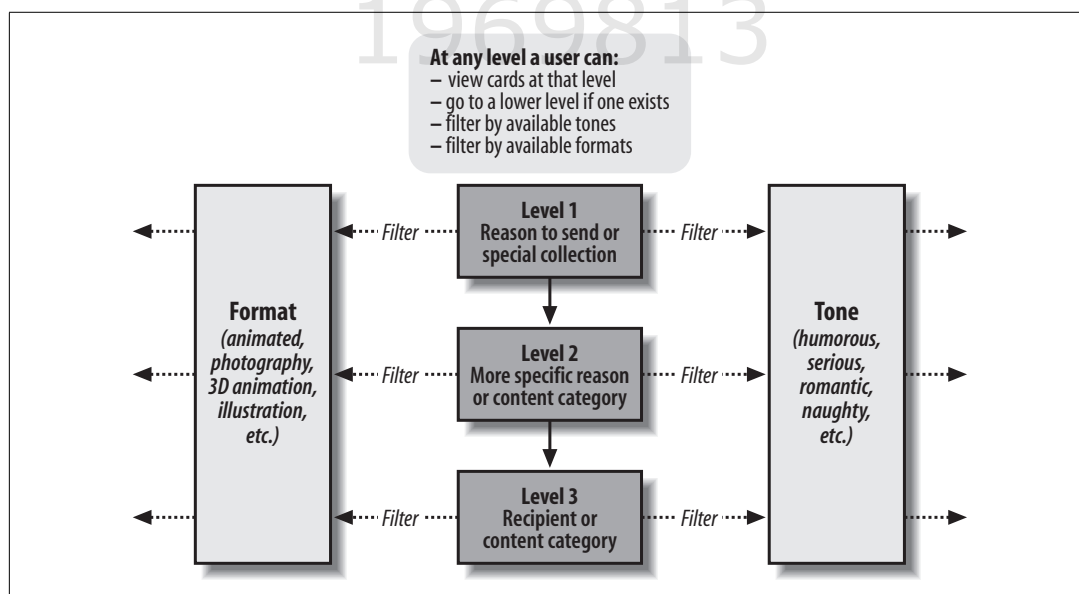 1969813
At any level a user can:
– view cards at that level
– go to a lower level if one exists
– filter by available tones
– filter by available formats
Level 1
Reason to send or
special collection
Filter
Filter
Format
(animated,
photography,
3D animation,
illustration,
etc.)
Level 2
More specific reason
or content category
Filter
Filter
Tone
(humorous,
serious,
romantic,
naughty,
etc.)
Level 3
Recipient or
content category
Filter
Filter